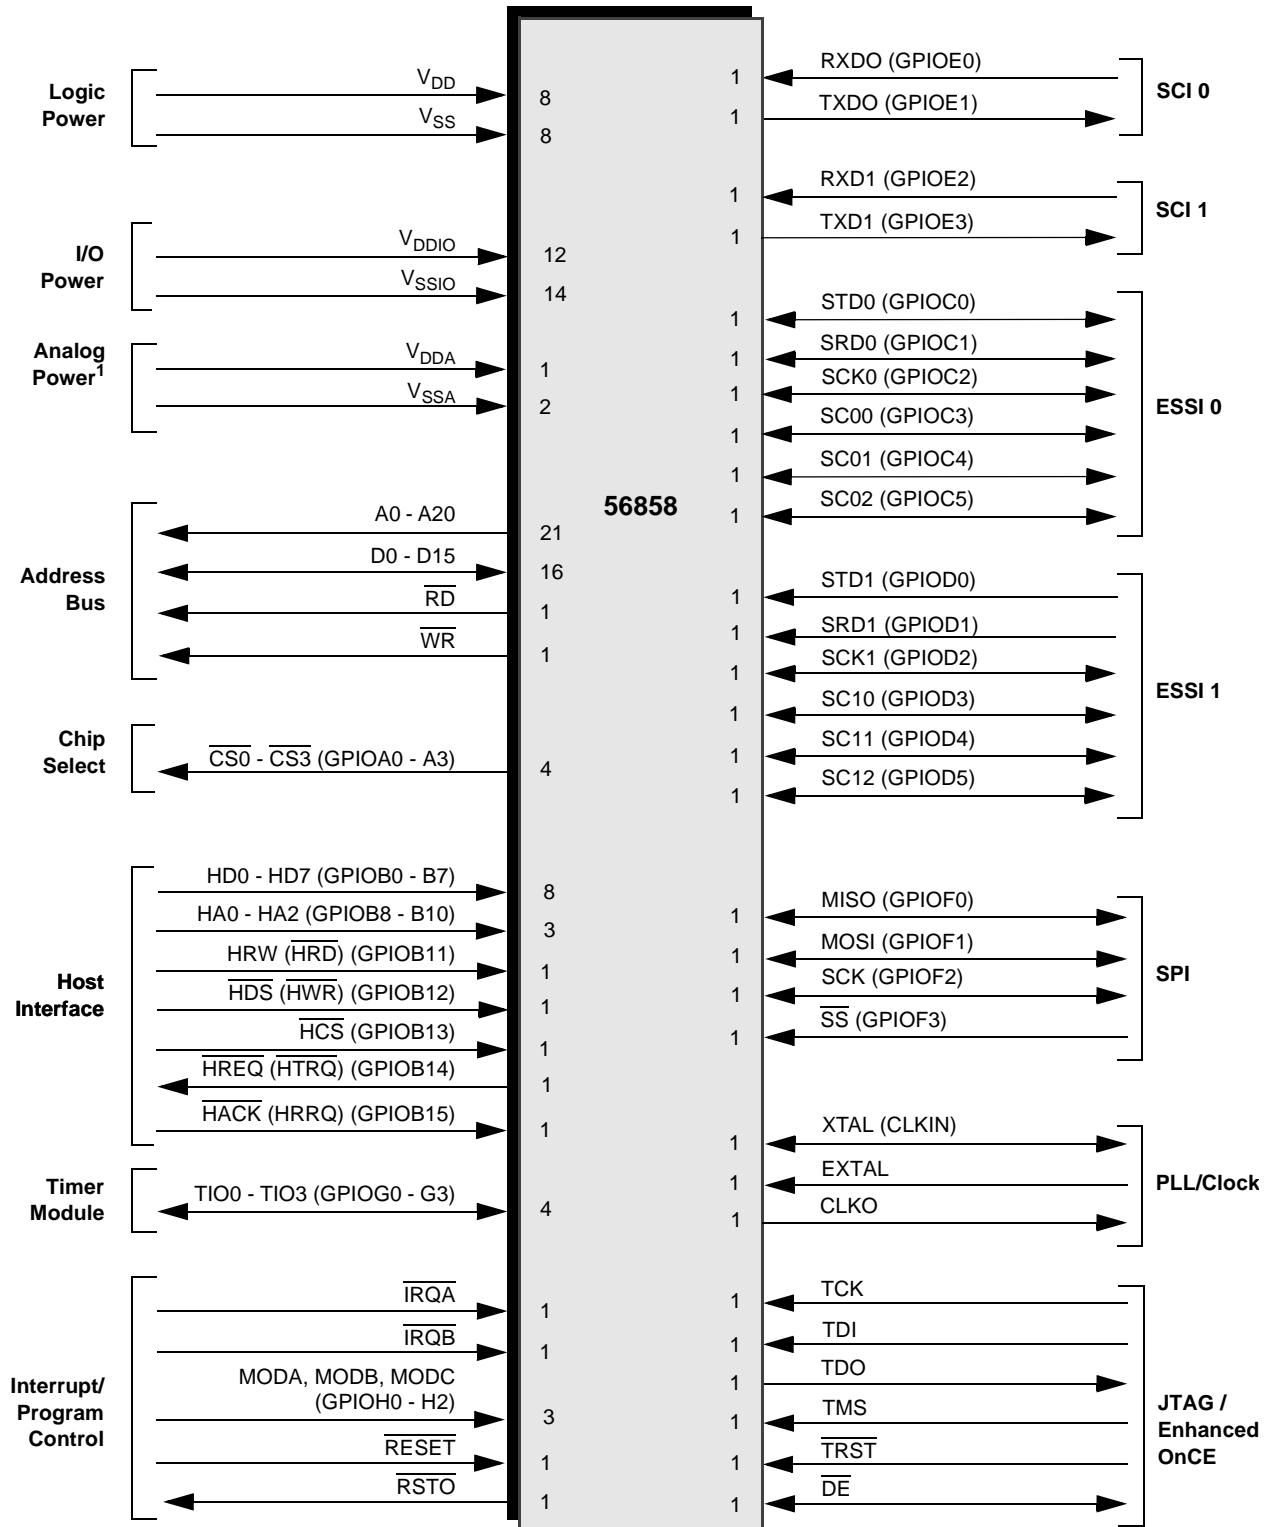 Logic
Power
VDD
8
VSS
8
I/O
Power
VDDIO
12
VSSIO
14
Analog
Power1
VDDA
1
VSSA
2
Address
Bus
A0 - A20
21
D0 - D15
16
RD
1
WR
1
Chip
Select
CS0 - CS3 (GPIOA0 - A3)
4
Host
Interface
HD0 - HD7 (GPIOB0 - B7)
8
HA0 - HA2 (GPIOB8 - B10)
3
HRW (HRD) (GPIOB11)
1
HDS (HWR) (GPIOB12)
1
HCS (GPIOB13)
1
HREQ (HTRQ) (GPIOB14)
1
HACK (HRRQ) (GPIOB15)
1
Timer
Module
TIO0 - TIO3 (GPIOG0 - G3)
4
Interrupt/
Program
Control
IRQA
1
IRQB
1
MODA, MODB, MODC
(GPIOH0 - H2)
3
RESET
1
RSTO
1
56858
1
RXDO (GPIOE0)
1
TXDO (GPIOE1)
SCI 0
1
RXD1 (GPIOE2)
1
TXD1 (GPIOE3)
SCI 1
1
STD0 (GPIOC0)
1
SRD0 (GPIOC1)
1
SCK0 (GPIOC2)
1
SC00 (GPIOC3)
1
SC01 (GPIOC4)
1
SC02 (GPIOC5)
ESSI 0
1
STD1 (GPIOD0)
1
SRD1 (GPIOD1)
1
SCK1 (GPIOD2)
1
SC10 (GPIOD3)
1
SC11 (GPIOD4)
1
SC12 (GPIOD5)
ESSI 1
1
MISO (GPIOF0)
1
MOSI (GPIOF1)
1
SCK (GPIOF2)
1
SS (GPIOF3)
SPI
1
XTAL (CLKIN)
1
EXTAL
1
CLKO
PLL/Clock
1
TCK
1
TDI
1
TDO
1
TMS
1
TRST
1
DE
JTAG /
Enhanced
OnCE